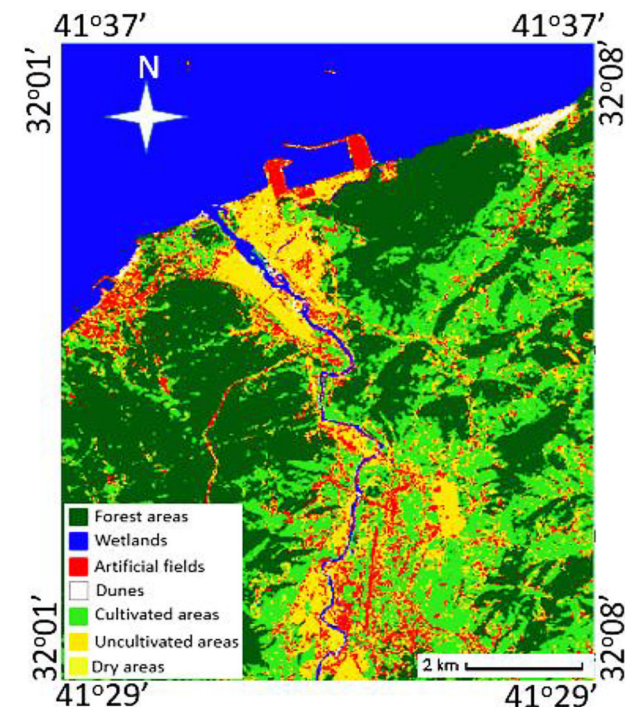 41°37′ 41°37′
32°01′ 32°08′
N
Forest areas
Wetlands
Artificial fields
Dunes
Cultivated areas
Uncultivated areas
Dry areas
2 km
32°01′ 32°08′
41°29′ 41°29′